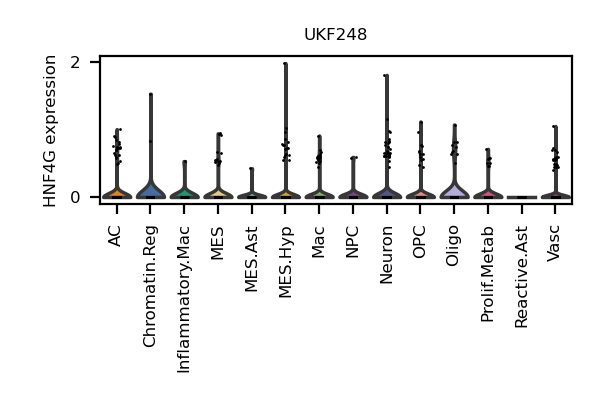 UKF248
HNF4G expression
2
0
AC
Chromatin.Reg
Inflammatory.Mac
MES
MES.Ast
MES.Hyp
Mac
NPC
Neuron
OPC
Oligo
Prolif.Metab
Reactive.Ast
Vasc